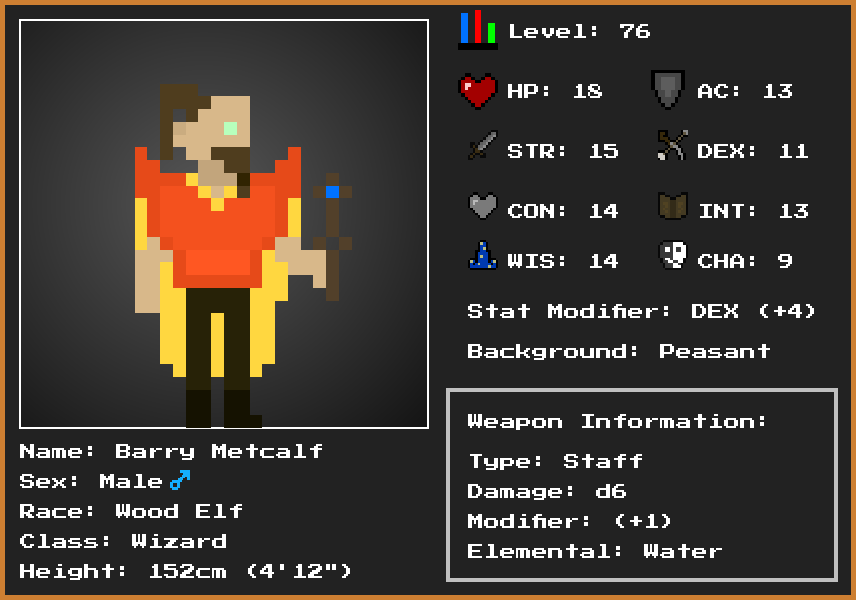 Level: 76
HP: 18
AC: 13
STR: 15
DEX: 11
CON: 14
INT: 13
WIS: 14
CHA: 9
Stat Modifier: DEX (+4)
Background: Peasant
Weapon Information:
Type: Staff
Damage: d6
Modifier: (+1)
Elemental: Water
Name: Barry Metcalf
Sex: Male ♂
Race: Wood Elf
Class: Wizard
Height: 152cm (4'12")